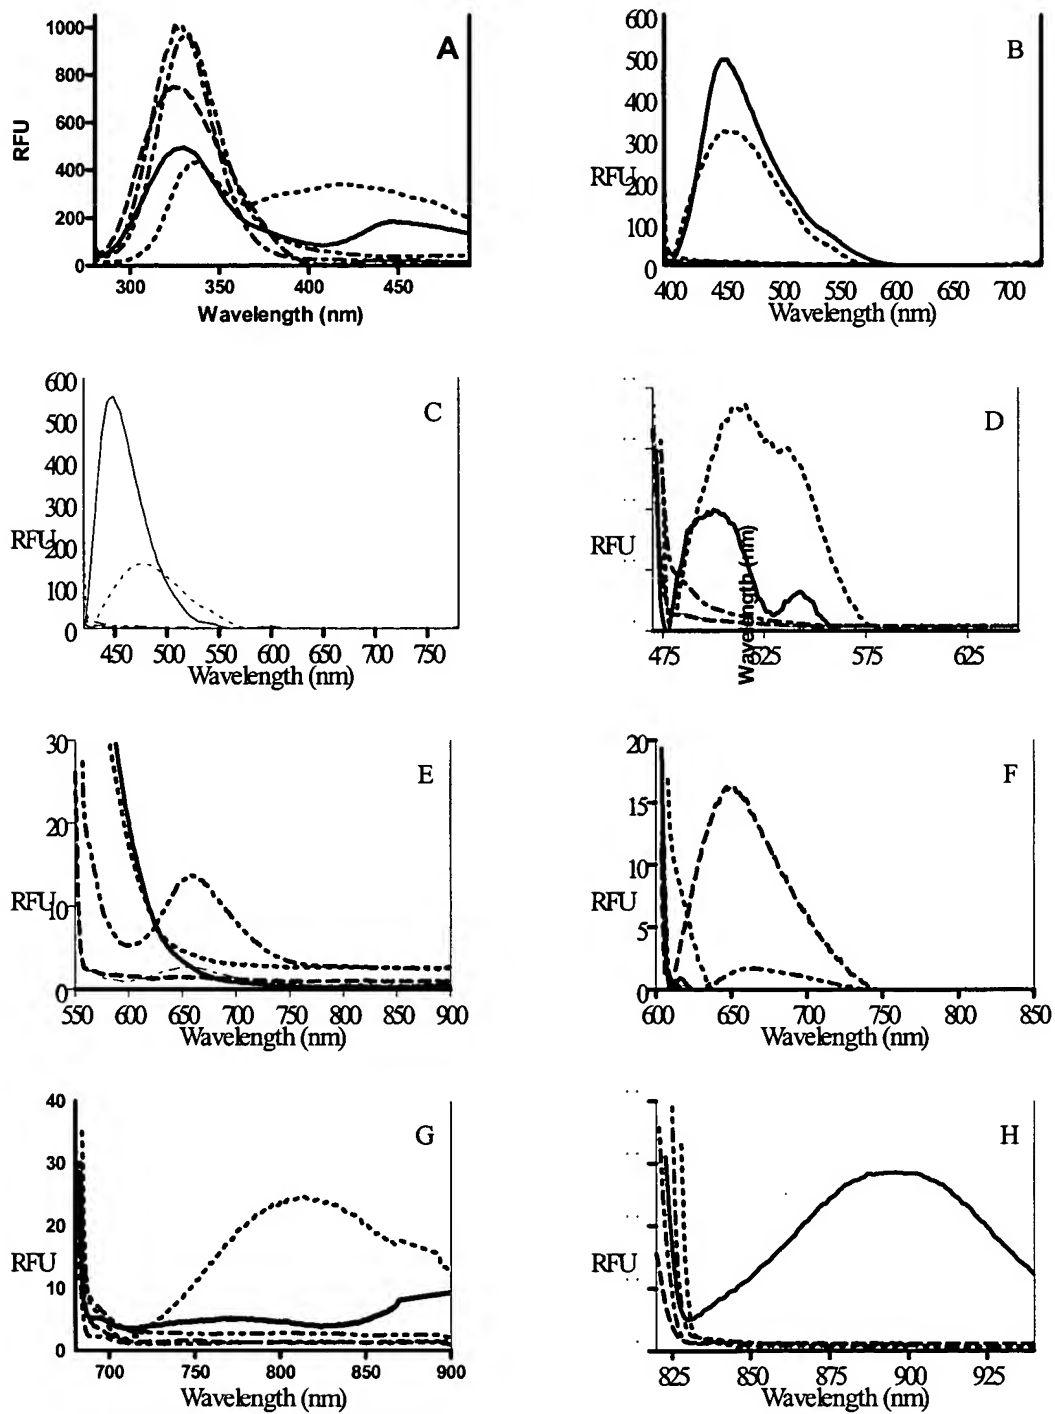 A
1000
800
600
400
200
0
RFU
300 350 400 450
Wavelength (nm)
B
600
500
400
300
200
100
0
RFU
400 450 500 550 600 650 700
Wavelength (nm)
C
600
500
400
300
200
100
0
RFU
450 500 550 600 650 700 750
Wavelength (nm)
D
RFU
Wavelength (nm)
475 525 575 625
E
30
20
10
0
RFU
550 600 650 700 750 800 850 900
Wavelength (nm)
F
20
15
10
5
0
RFU
600 650 700 750 800 850
Wavelength (nm)
G
40
30
20
10
0
RFU
700 750 800 850 900
Wavelength (nm)
H
RFU
825 850 875 900 925
Wavelength (nm)